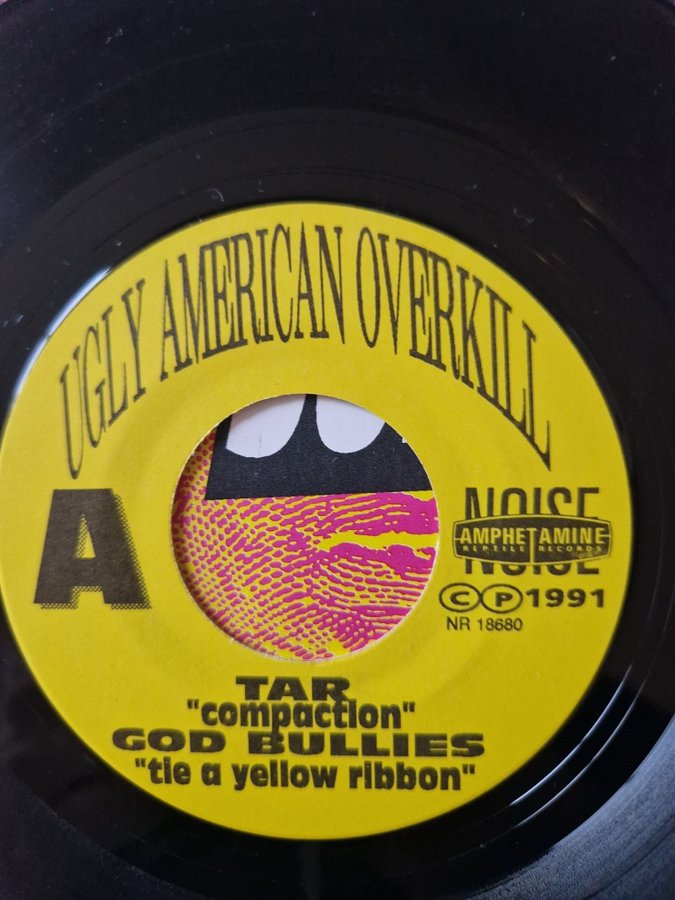 UGLY AMERICAN OVERKILL
A
NOISE
AMPHETAMINE
REPTILE RECORDS
NOISE
© ℗ 1991
NR 18680
TAR
"compaction"
GOD BULLIES
"tie a yellow ribbon"